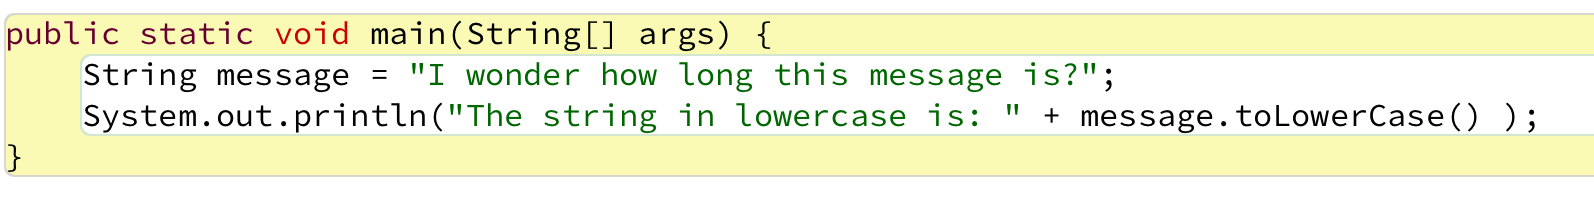 public static void main(String[] args) {
    String message = "I wonder how long this message is?";
    System.out.println("The string in lowercase is: " + message.toLowerCase() );
}